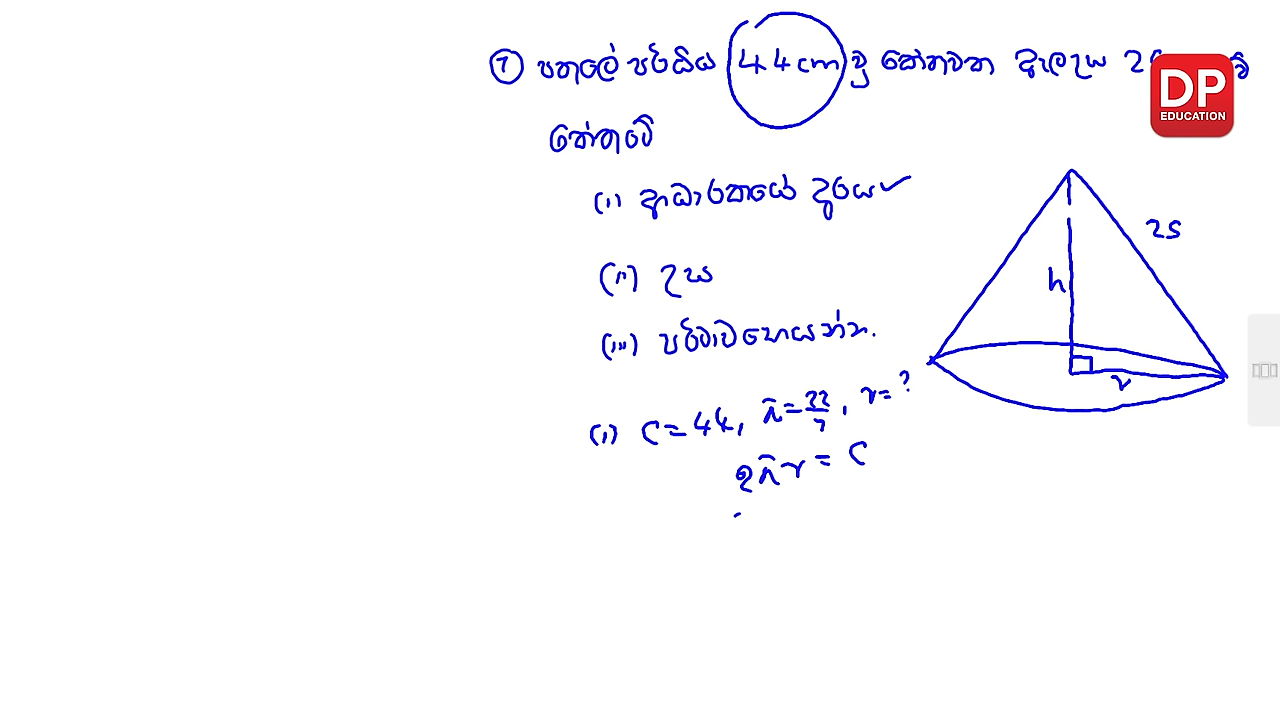 7 පතුලේ පරිධිය 44 cm වූ කේතුවක ඇලඋස 25
DP
EDUCATION
කේතුවේ
(i) ආධාරකයේ අරය ✓
(ii) උස
(iii) පරිමාව සොයන්න.
25
h
r
(i) C = 44, π = 22/7, r = ?
2πr = C